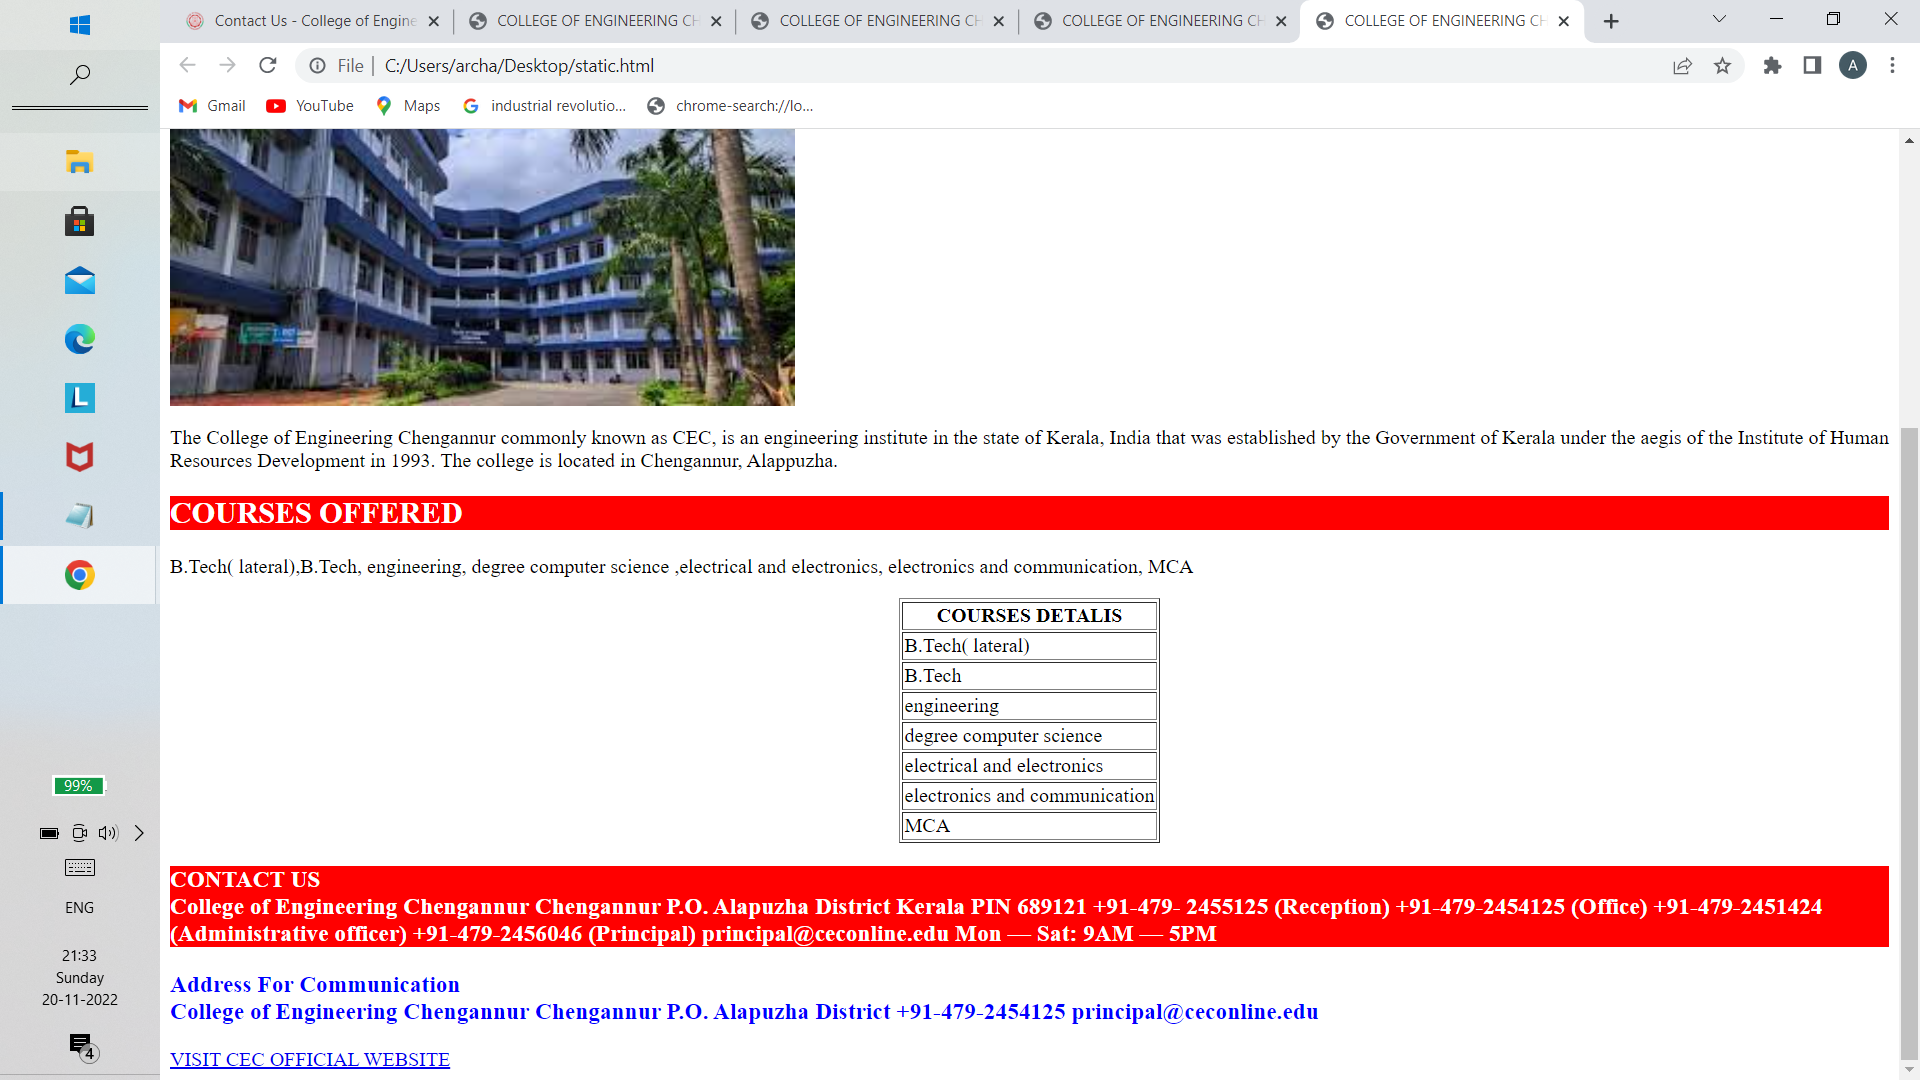 Contact Us - College of Engine
COLLEGE OF ENGINEERING CH
COLLEGE OF ENGINEERING CH
COLLEGE OF ENGINEERING CH
COLLEGE OF ENGINEERING CH
File
C:/Users/archa/Desktop/static.html
A
Gmail
YouTube
Maps
industrial revolutio...
chrome-search://lo...
The College of Engineering Chengannur commonly known as CEC, is an engineering institute in the state of Kerala, India that was established by the Government of Kerala under the aegis of the Institute of Human
Resources Development in 1993. The college is located in Chengannur, Alappuzha.
COURSES OFFERED
B.Tech( lateral),B.Tech, engineering, degree computer science ,electrical and electronics, electronics and communication, MCA
COURSES DETALIS
B.Tech( lateral)
B.Tech
engineering
degree computer science
electrical and electronics
electronics and communication
MCA
CONTACT US
College of Engineering Chengannur Chengannur P.O. Alapuzha District Kerala PIN 689121 +91-479- 2455125 (Reception) +91-479-2454125 (Office) +91-479-2451424
(Administrative officer) +91-479-2456046 (Principal) principal@ceconline.edu Mon — Sat: 9AM — 5PM
Address For Communication
College of Engineering Chengannur Chengannur P.O. Alapuzha District +91-479-2454125 principal@ceconline.edu
VISIT CEC OFFICIAL WEBSITE
L
99%
ENG
21:33
Sunday
20-11-2022
4